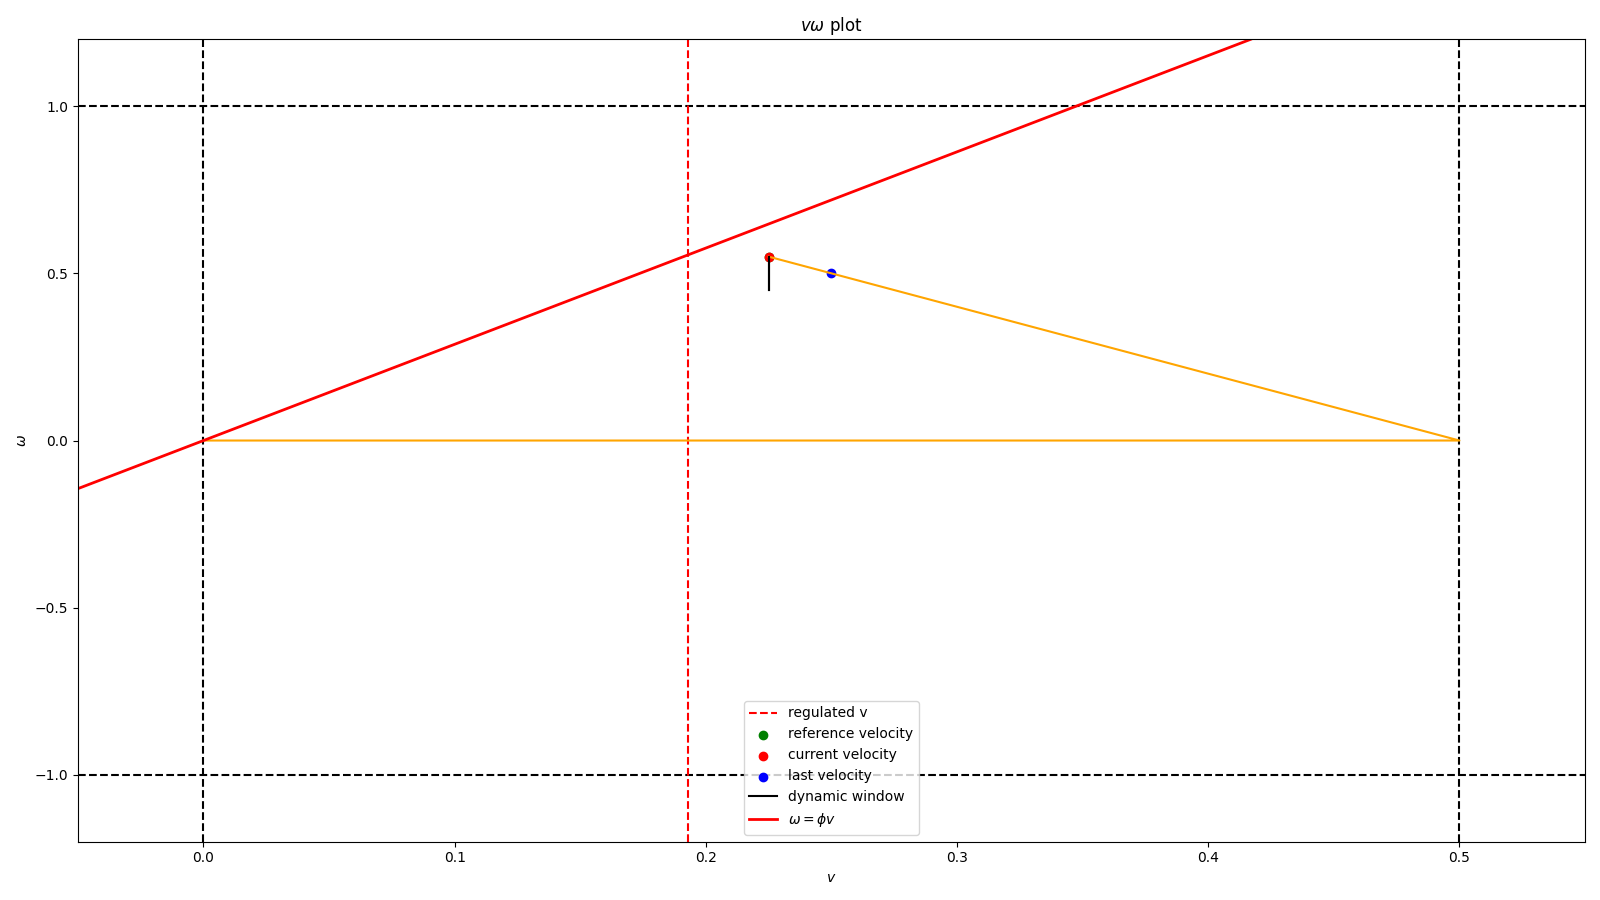 vω plot
1.0
0.5
0.0
−0.5
−1.0
ω
0.0 0.1 0.2 0.3 0.4 0.5
v
regulated v
reference velocity
current velocity
last velocity
dynamic window
ω = ϕv